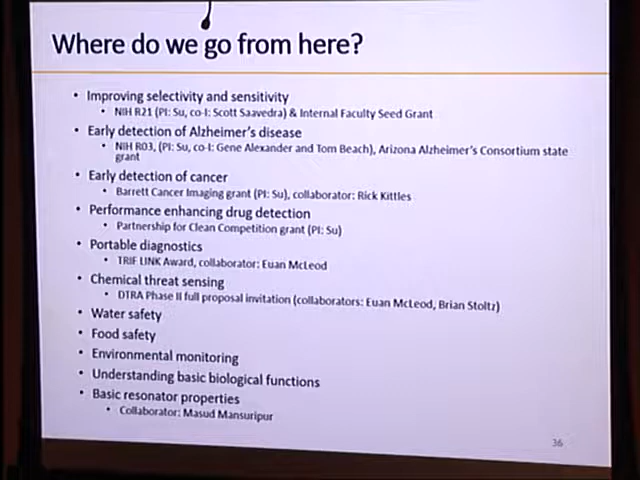 Where do we go from here?
• Improving selectivity and sensitivity
• NIH R21 (PI: Su, co-I: Scott Saavedra) & Internal Faculty Seed Grant
• Early detection of Alzheimer's disease
• NIH R03, (PI: Su, co-I: Gene Alexander and Tom Beach), Arizona Alzheimer's Consortium state
grant
• Early detection of cancer
• Barrett Cancer Imaging grant (PI: Su), collaborator: Rick Kittles
• Performance enhancing drug detection
• Partnership for Clean Competition grant (PI: Su)
• Portable diagnostics
• TRIF LINK Award, collaborator: Euan McLeod
• Chemical threat sensing
• DTRA Phase II full proposal invitation (collaborators: Euan McLeod, Brian Stoltz)
• Water safety
• Food safety
• Environmental monitoring
• Understanding basic biological functions
• Basic resonator properties
• Collaborator: Masud Mansuripur
36